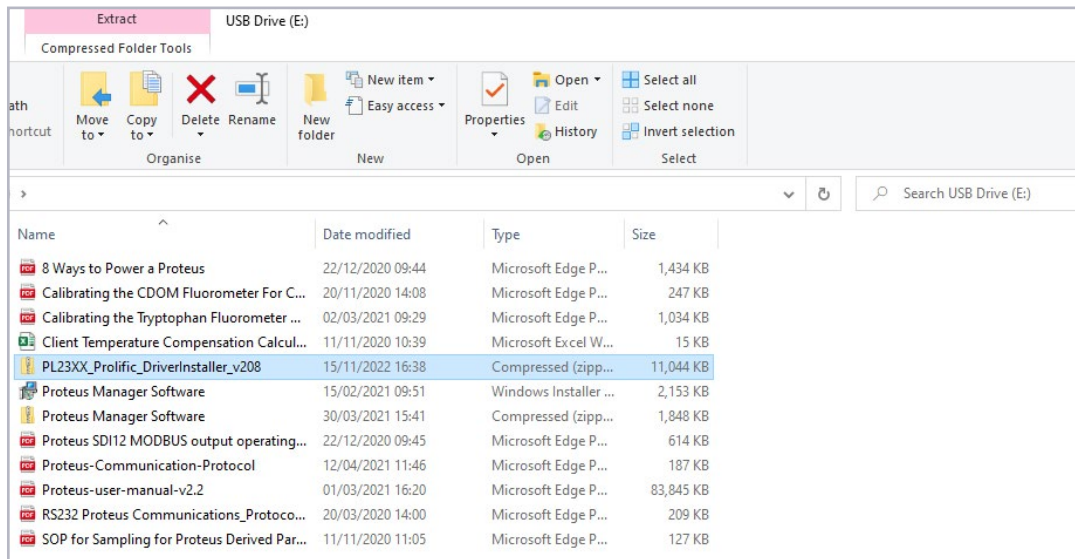 Extract USB Drive (E:)
Compressed Folder Tools
ath
hortcut
Move to
Copy to
Delete
Rename
New folder
New item
Easy access
Properties
Open
Edit
History
Select all
Select none
Invert selection
Organise New Open Select
Search USB Drive (E:)
Name Date modified Type Size
PDF 8 Ways to Power a Proteus 22/12/2020 09:44 Microsoft Edge P... 1,434 KB
PDF Calibrating the CDOM Fluorometer For C... 20/11/2020 14:08 Microsoft Edge P... 247 KB
PDF Calibrating the Tryptophan Fluorometer ... 02/03/2021 09:29 Microsoft Edge P... 1,034 KB
Client Temperature Compensation Calcul... 11/11/2020 10:39 Microsoft Excel W... 15 KB
PL23XX_Prolific_DriverInstaller_v208 15/11/2022 16:38 Compressed (zipp... 11,044 KB
Proteus Manager Software 15/02/2021 09:51 Windows Installer ... 2,153 KB
Proteus Manager Software 30/03/2021 15:41 Compressed (zipp... 1,848 KB
PDF Proteus SDI12 MODBUS output operating... 22/12/2020 09:45 Microsoft Edge P... 614 KB
PDF Proteus-Communication-Protocol 12/04/2021 11:46 Microsoft Edge P... 187 KB
PDF Proteus-user-manual-v2.2 01/03/2021 16:20 Microsoft Edge P... 83,845 KB
PDF RS232 Proteus Communications_Protoco... 20/03/2020 14:00 Microsoft Edge P... 209 KB
PDF SOP for Sampling for Proteus Derived Par... 11/11/2020 11:05 Microsoft Edge P... 127 KB